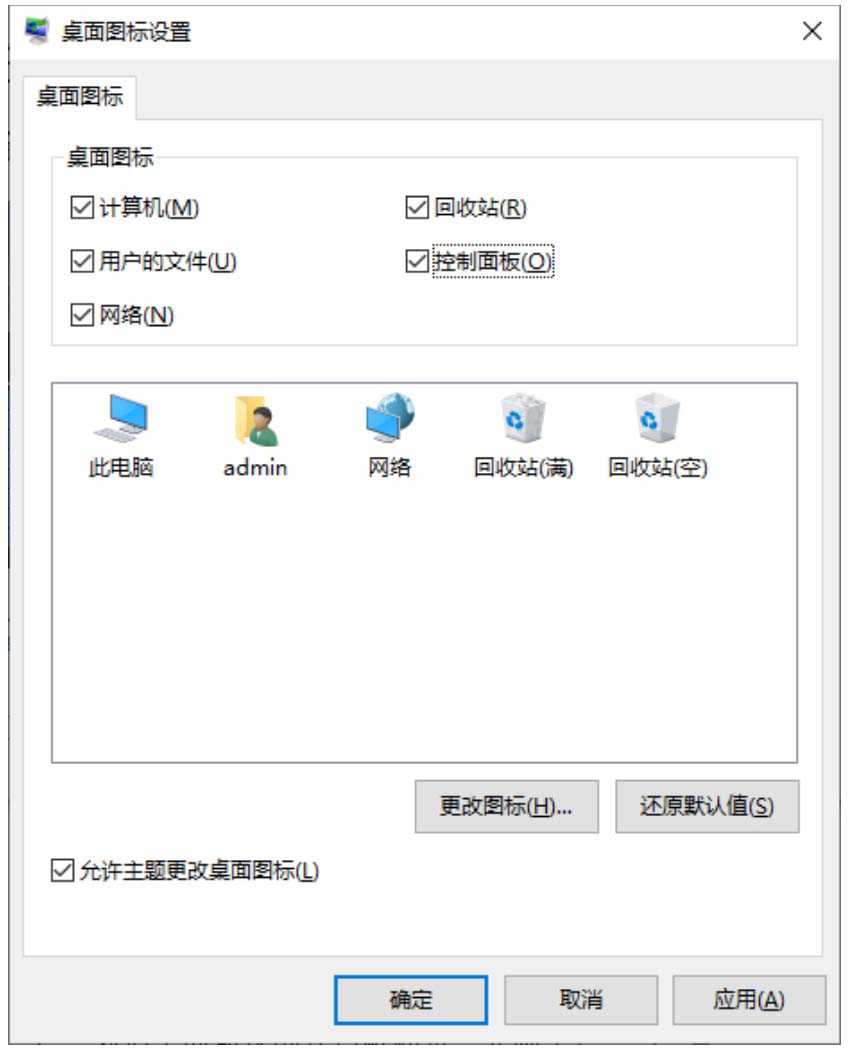 桌面图标设置
桌面图标
桌面图标
计算机(M) 回收站(R)
用户的文件(U) 控制面板(O)
网络(N)
此电脑 admin 网络 回收站(满) 回收站(空)
更改图标(H)... 还原默认值(S)
允许主题更改桌面图标(L)
确定 取消 应用(A)